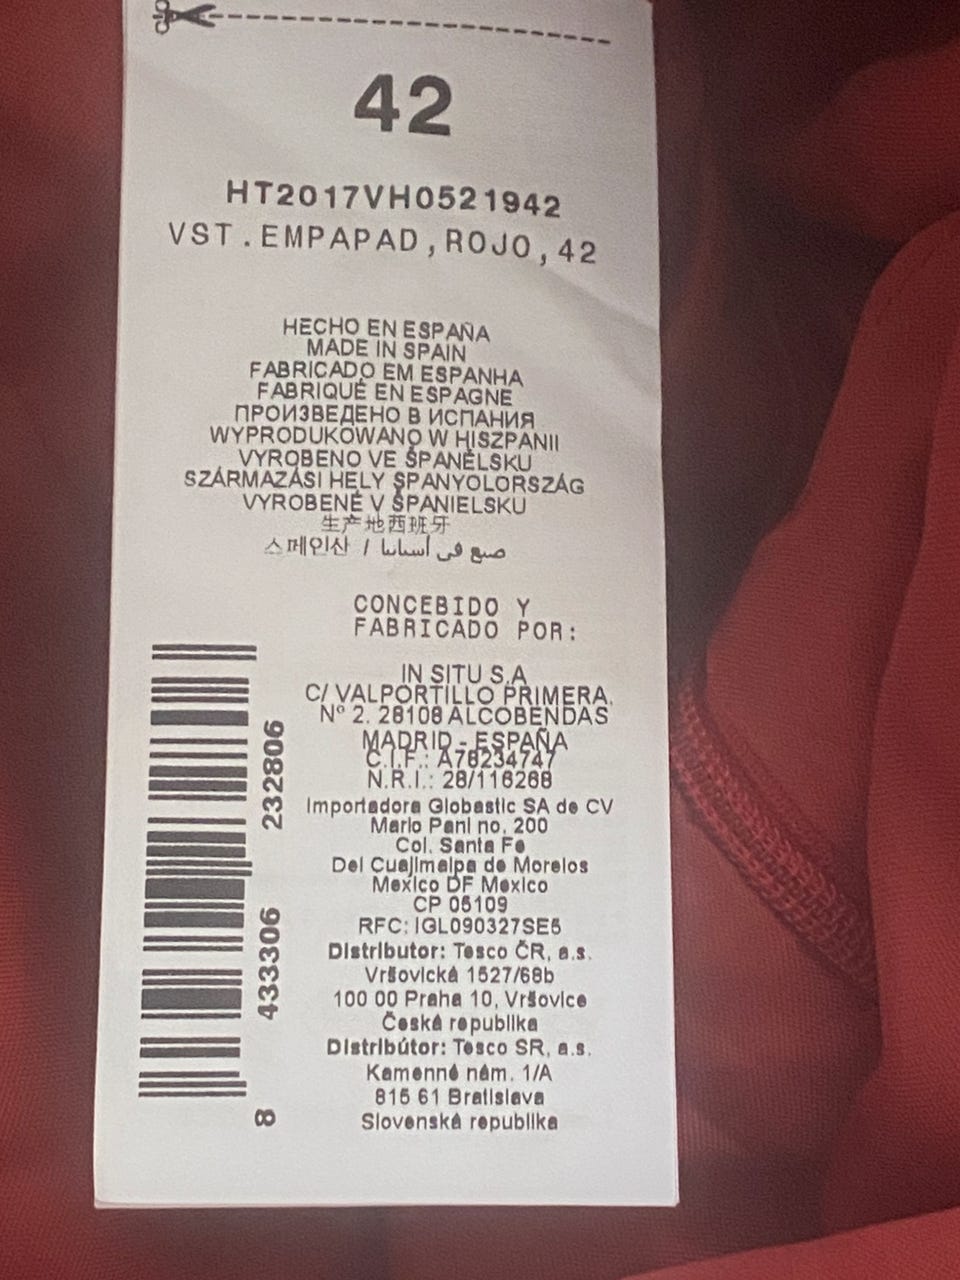 42
HT2017VH0521942
VST.EMPAPAD,ROJO,42
HECHO EN ESPAÑA
MADE IN SPAIN
FABRICADO EM ESPANHA
FABRIQUÉ EN ESPAGNE
ПРОИЗВЕДЕНО В ИСПАНИЯ
WYPRODUKOWANO W HISZPANII
VYROBENO VE ŠPANĚLSKU
SZÁRMAZÁSI HELY SPANYOLORSZÁG
VYROBENÉ V ŠPANIELSKU
生产地西班牙
스페인산 / صنع في أسبانيا
CONCEBIDO Y
FABRICADO POR:
IN SITU S.A
C/ VALPORTILLO PRIMERA,
Nº 2. 28108 ALCOBENDAS
MADRID - ESPAÑA
C.I.F.: A78234747
N.R.I.: 28/116268
Importadora Globastic SA de CV
Mario Pani no. 200
Col. Santa Fe
Del Cuajimalpa de Morelos
Mexico DF Mexico
CP 05109
RFC: IGL090327SE5
Distributor: Tesco ČR, a.s.
Vršovická 1527/68b
100 00 Praha 10, Vršovice
Česká republika
Distribútor: Tesco SR, a.s.
Kamenné nám. 1/A
815 61 Bratislava
Slovenská republika
8 433306 232806